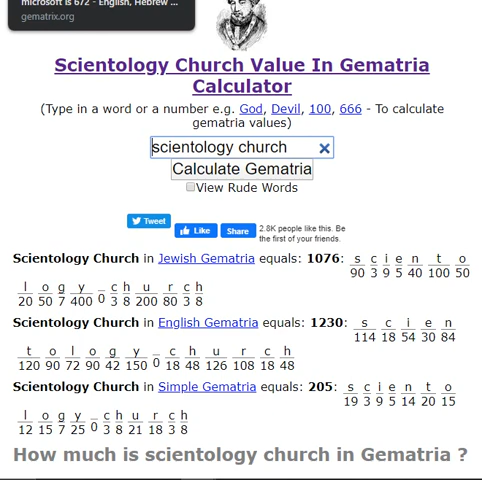 microsoft is 672 - English, Hebrew ...
gematrix.org
Scientology Church Value In Gematria
Calculator
(Type in a word or a number e.g. God, Devil, 100, 666 - To calculate
gematria values)
scientology church
Calculate Gematria
View Rude Words
Tweet
Like Share 2.8K people like this. Be
the first of your friends.
Scientology Church in Jewish Gematria equals: 1076: s c i e n t o
90 3 9 5 40 100 50
l o g y _ c h u r c h
20 50 7 400 0 3 8 200 80 3 8
Scientology Church in English Gematria equals: 1230: s c i e n
114 18 54 30 84
t o l o g y _ c h u r c h
120 90 72 90 42 150 0 18 48 126 108 18 48
Scientology Church in Simple Gematria equals: 205: s c i e n t o
19 3 9 5 14 20 15
l o g y _ c h u r c h
12 15 7 25 0 3 8 21 18 3 8
How much is scientology church in Gematria ?